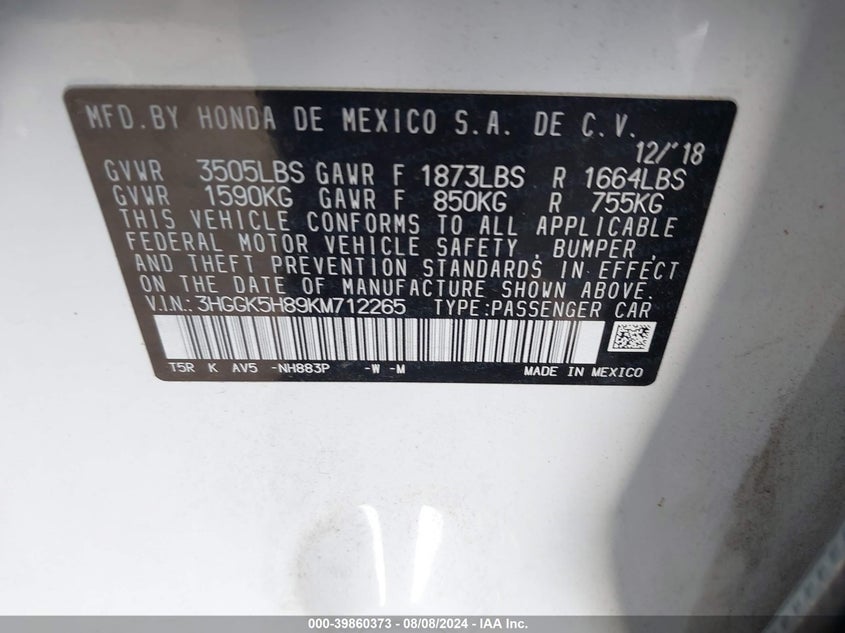 MFD.BY HONDA DE MEXICO S.A. DE C.V.
12/'18
GVWR 3505LBS GAWR F 1873LBS R 1664LBS
GVWR 1590KG GAWR F 850KG R 755KG
THIS VEHICLE CONFORMS TO ALL APPLICABLE
FEDERAL MOTOR VEHICLE SAFETY , BUMPER ,
AND THEFT PREVENTION STANDARDS IN EFFECT
ON THE DATE OF MANUFACTURE SHOWN ABOVE.
V.I.N.: 3HGGK5H89KM712265 TYPE:PASSENGER CAR
T5R K AV5 -NH883P -W -M MADE IN MEXICO
000-39860373 | 08/08/2024 | IAA Inc.